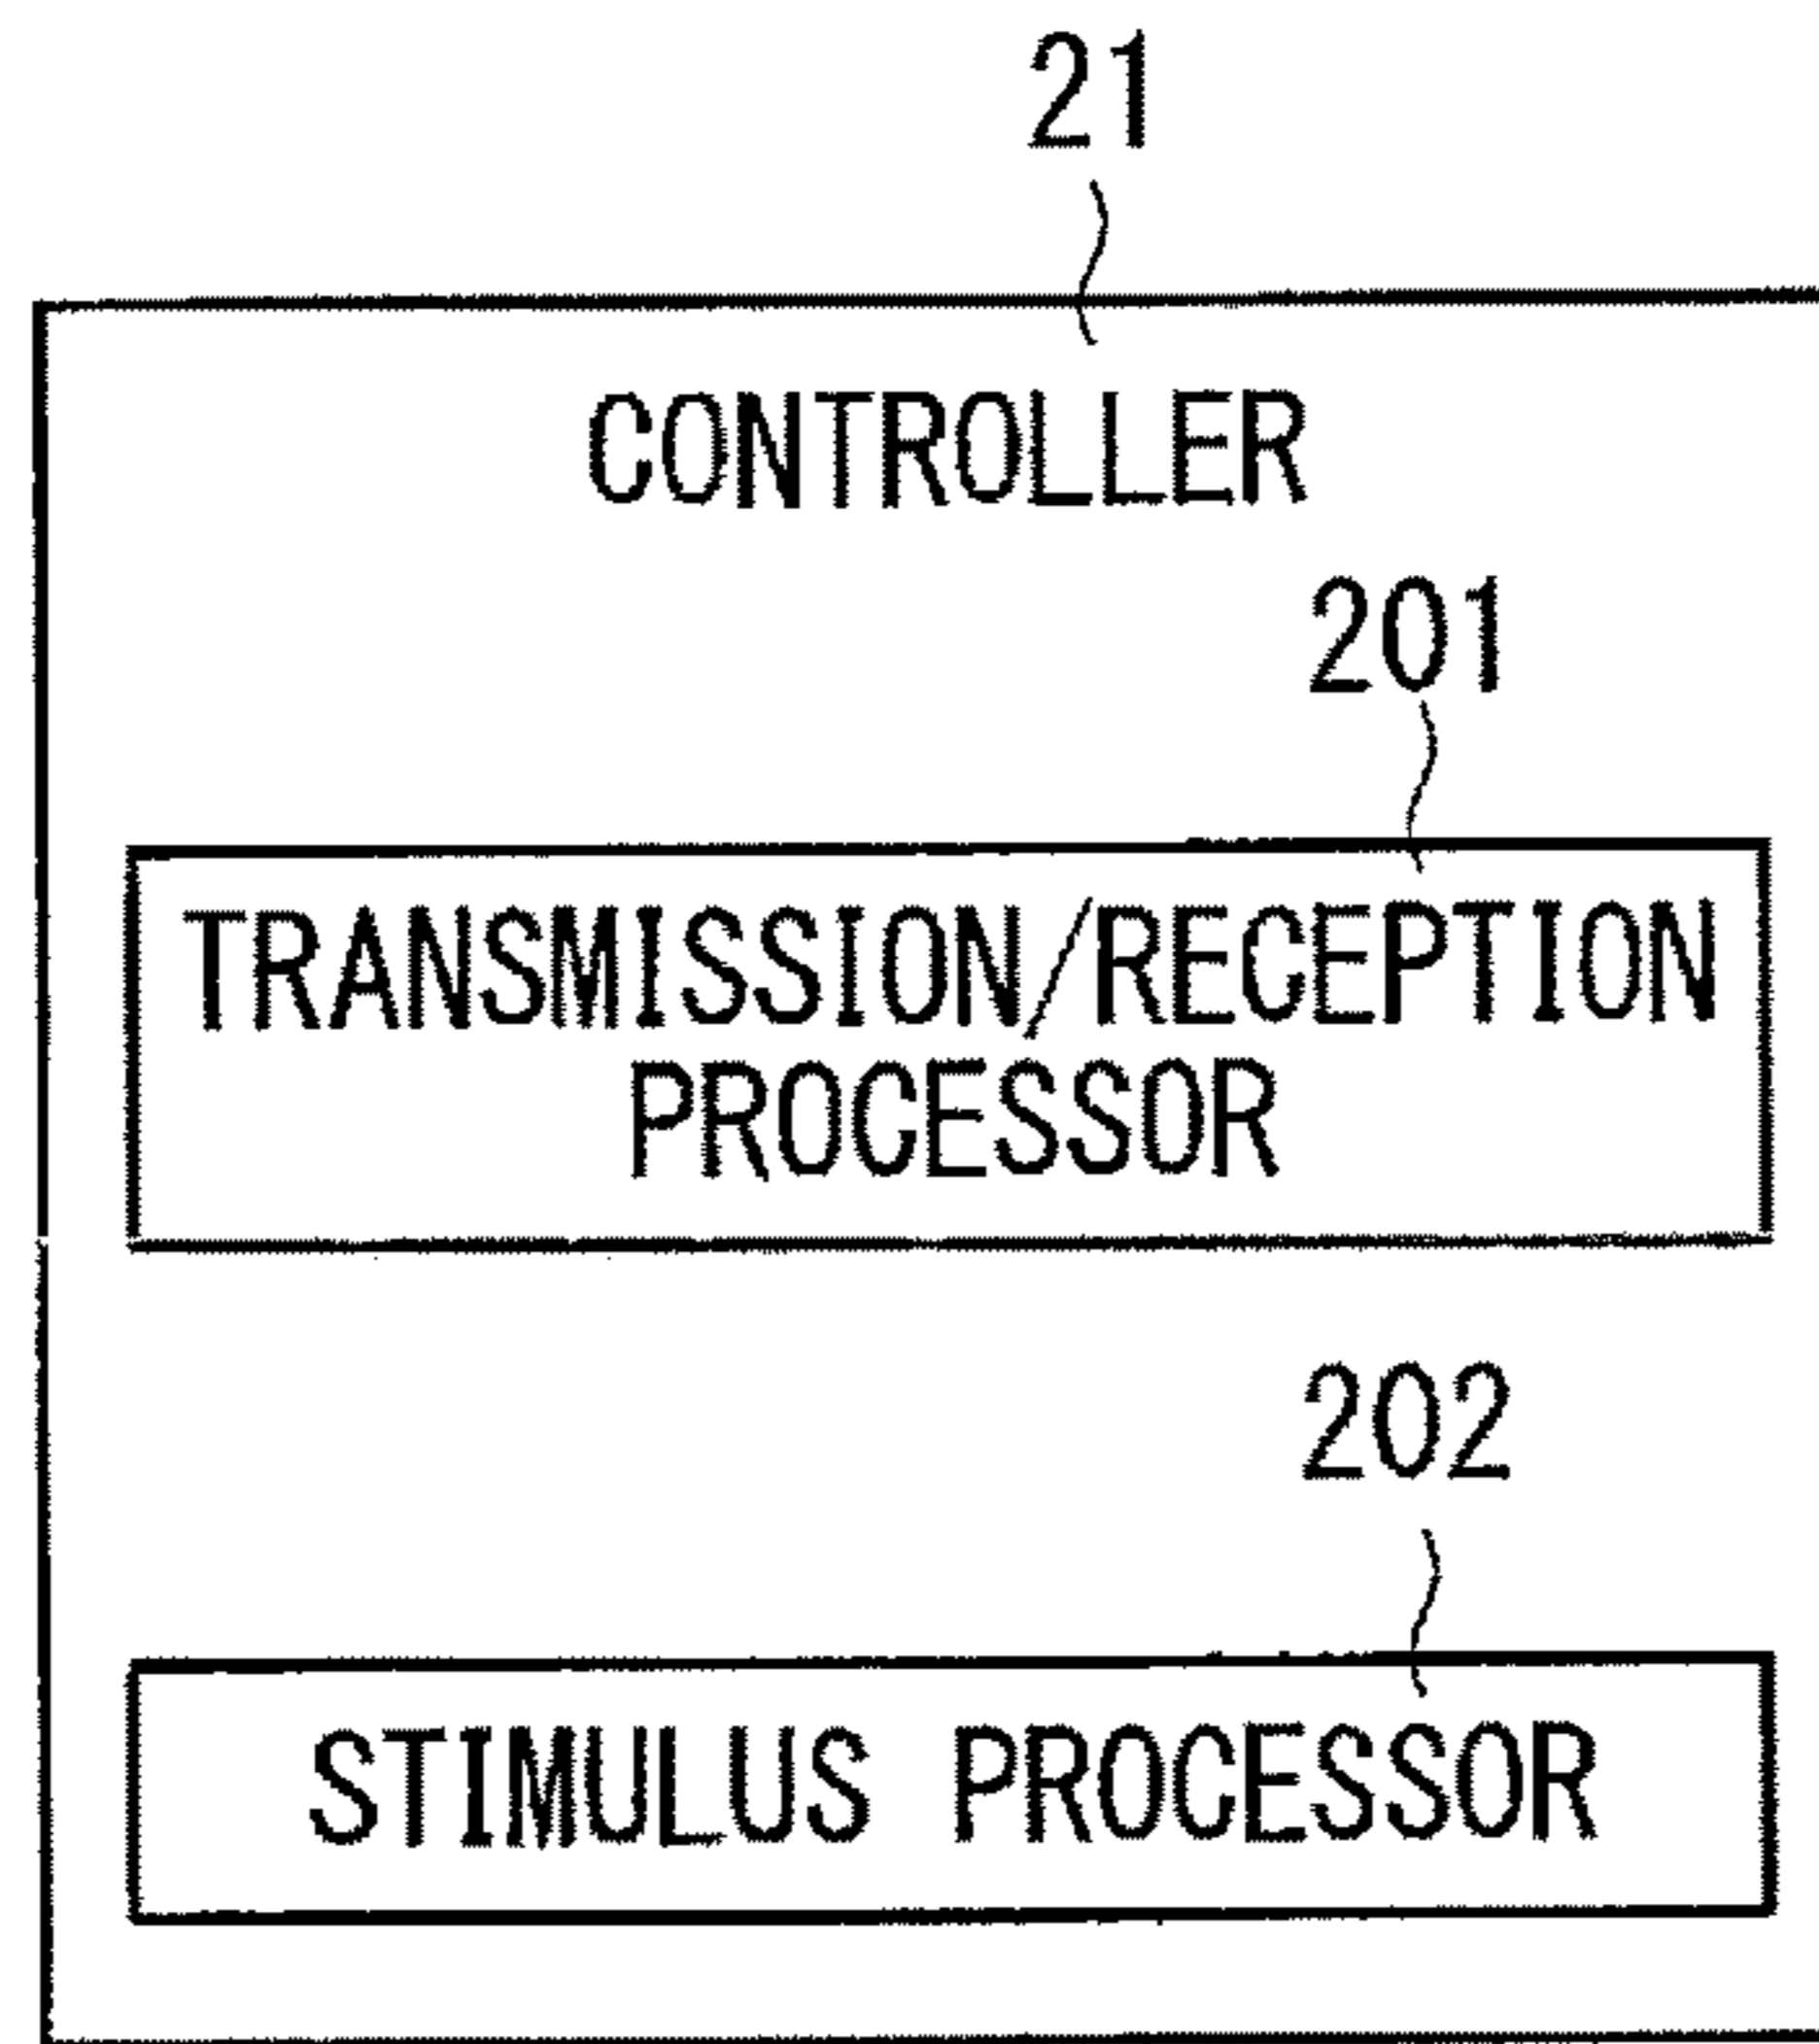 21
CONTROLLER
201
TRANSMISSION/RECEPTION
PROCESSOR
202
STIMULUS PROCESSOR